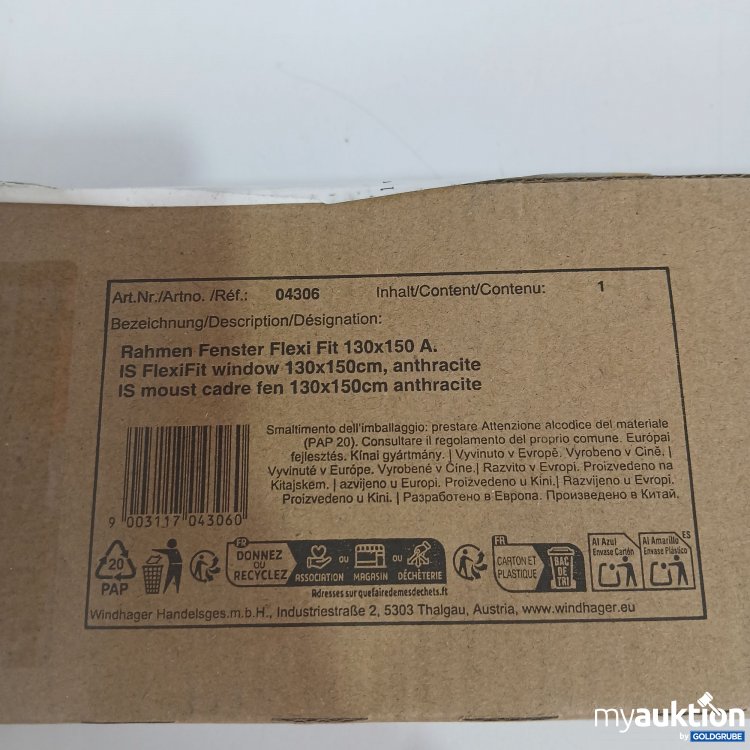 Art.Nr./Artno. /Réf.: 04306 Inhalt/Content/Contenu: 1
Bezeichnung/Description/Désignation:
Rahmen Fenster Flexi Fit 130x150 A.
IS FlexiFit window 130x150cm, anthracite
IS moust cadre fen 130x150cm anthracite
Smaltimento dell'imballaggio: prestare Attenzione alcodice del materiale
(PAP 20). Consultare il regolamento del proprio comune. Európai
fejlesztés. Kínai gyártmány. | Vyvinuto v Evropě. Vyrobeno v Číně. |
Vyvinuté v Európe. Vyrobené v Číne.| Razvito v Evropi. Proizvedeno na
Kitajskem. | azvijeno u Europi. Proizvedeno u Kini.| Razvijeno u Evropi.
Proizvedeno u Kini. | Разработено в Европа. Произведено в Китай.
9 003117 043060
20
PAP
FR
DONNEZ
OU
RECYCLEZ
ASSOCIATION OU MAGASIN OU DÉCHÈTERIE
Adresses sur quefairedemesdechets.fr
FR
CARTON ET
PLASTIQUE
BAC
DE
TRI
Al Azul
Envase Cartón
Al Amarillo
Envase Plástico
ES
Windhager Handelsges.m.b.H., Industriestraße 2, 5303 Thalgau, Austria, www.windhager.eu
myauktion
by GOLDGRUBE